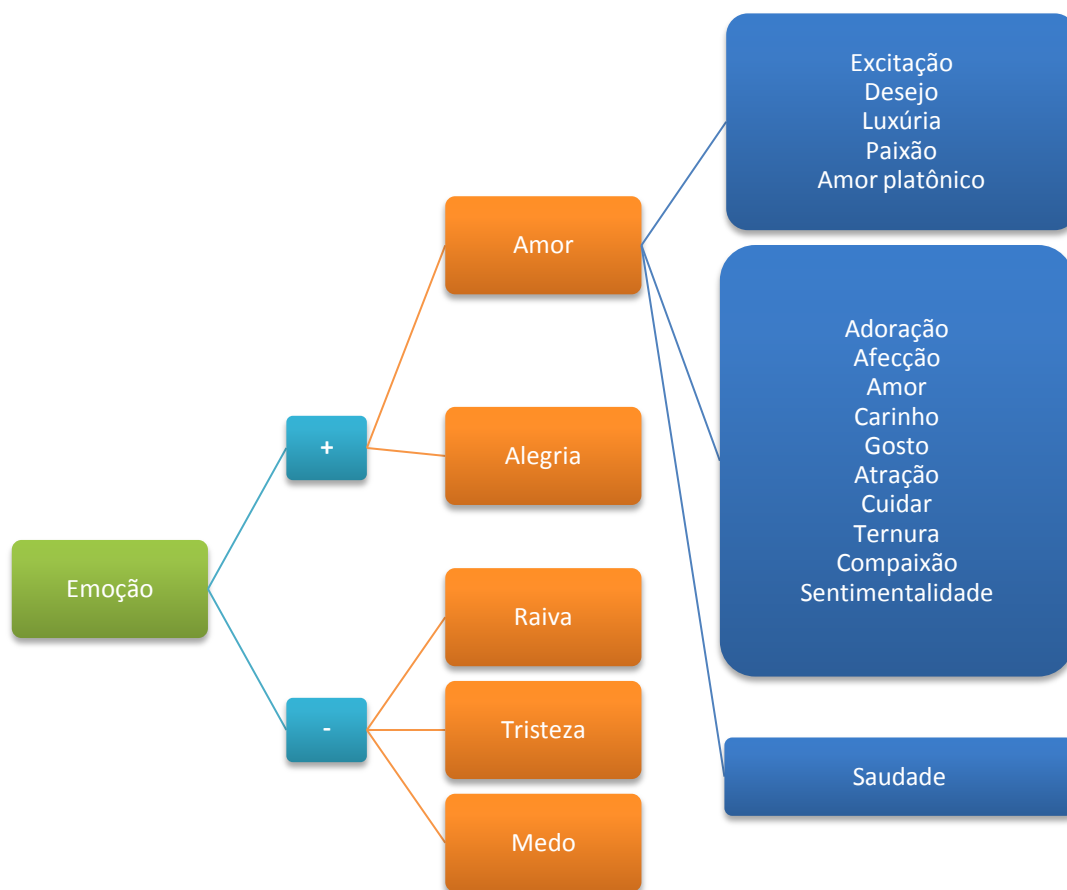 Emoção
+
-
Amor
Alegria
Raiva
Tristeza
Medo
Excitação
Desejo
Luxúria
Paixão
Amor platônico
Adoração
Afecção
Amor
Carinho
Gosto
Atração
Cuidar
Ternura
Compaixão
Sentimentalidade
Saudade